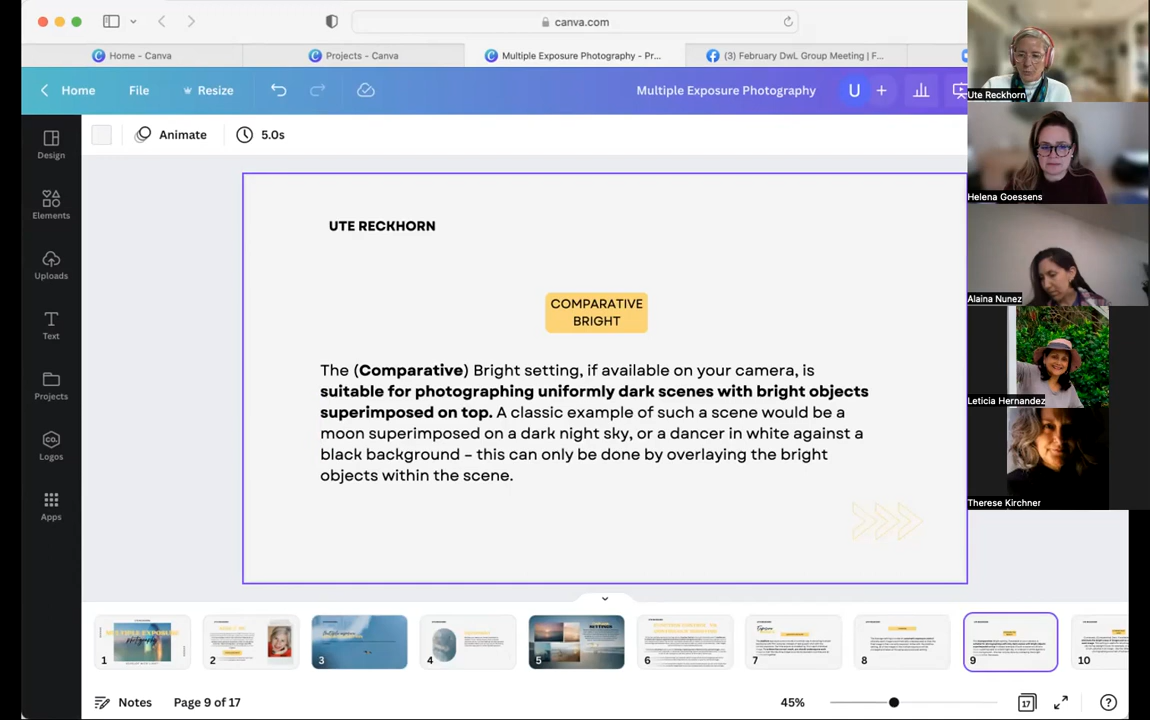 canva.com
Home - Canva
Projects - Canva
Multiple Exposure Photography - Pr...
(3) February DwL Group Meeting | F...
Home
File
Resize
Multiple Exposure Photography
U
+
Animate
5.0s
Design
Elements
Uploads
Text
Projects
Logos
Apps
UTE RECKHORN
COMPARATIVE
BRIGHT
The (Comparative) Bright setting, if available on your camera, is
suitable for photographing uniformly dark scenes with bright objects
superimposed on top. A classic example of such a scene would be a
moon superimposed on a dark night sky, or a dancer in white against a
black background – this can only be done by overlaying the bright
objects within the scene.
Ute Reckhorn
Helena Goessens
Alaina Nunez
Leticia Hernandez
Therese Kirchner
1
2
3
4
5
6
7
8
9
10
Notes
Page 9 of 17
45%
17
?